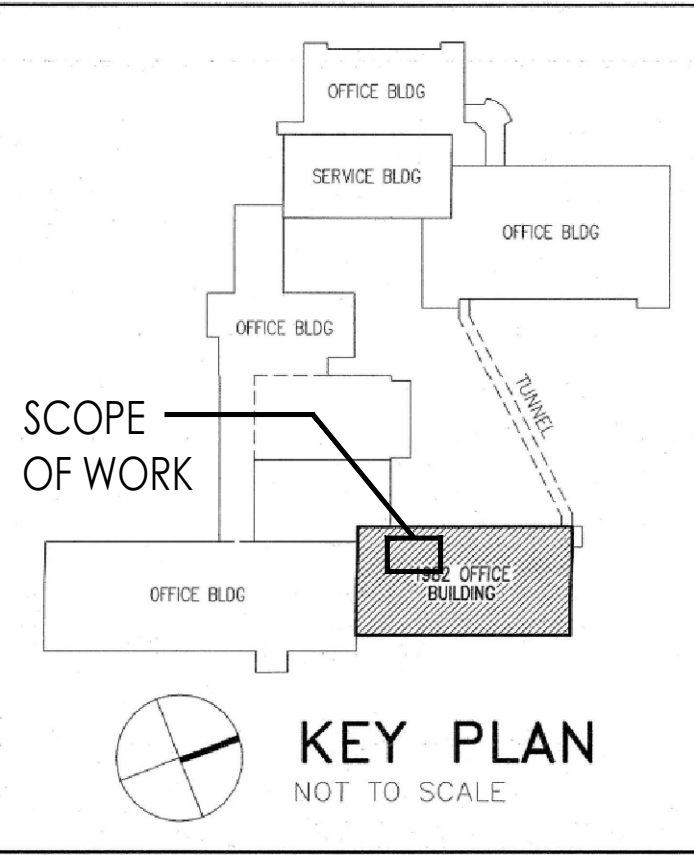 OFFICE BLDG
SERVICE BLDG
OFFICE BLDG
OFFICE BLDG
TUNNEL
SCOPE
OF WORK
1982 OFFICE
BUILDING
OFFICE BLDG
KEY PLAN
NOT TO SCALE